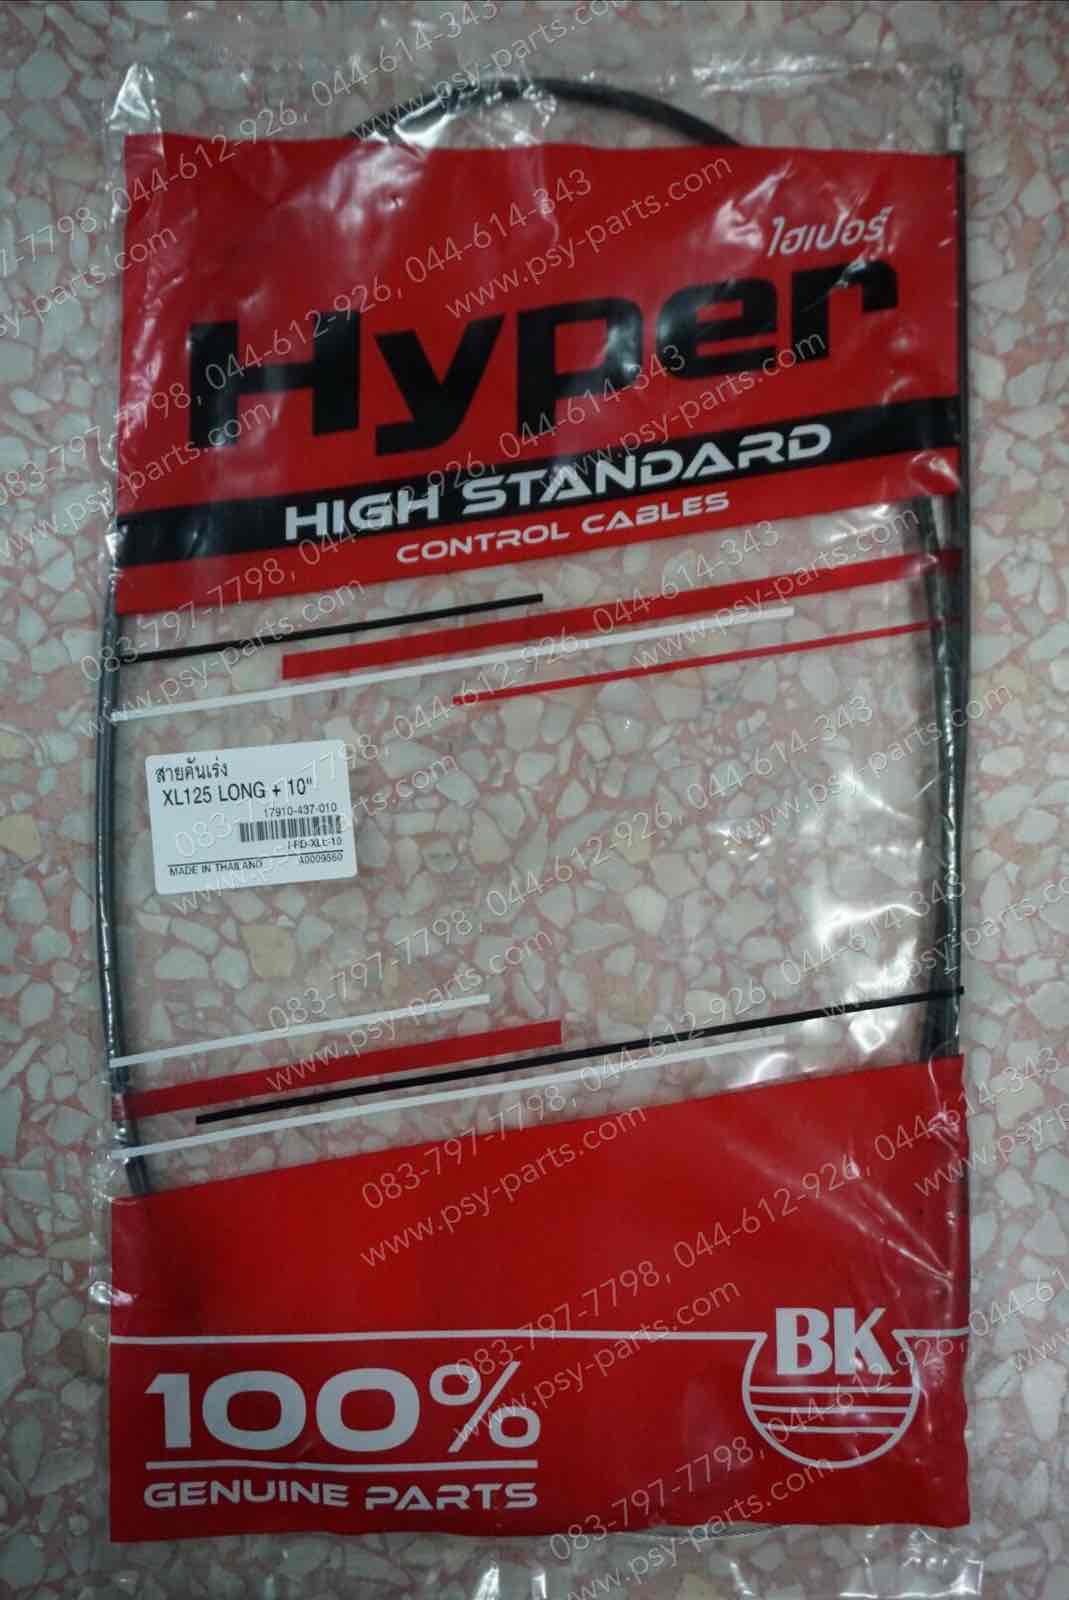 ไฮเปอร์
Hyper
HIGH STANDARD
CONTROL CABLES
สายคันเร่ง
XL125 LONG + 10"
17910-437-010
MADE IN THAILAND A0009860
BK
100%
GENUINE PARTS
083-797-7798, 044-612-926, 044-614-343
www.psy-parts.com